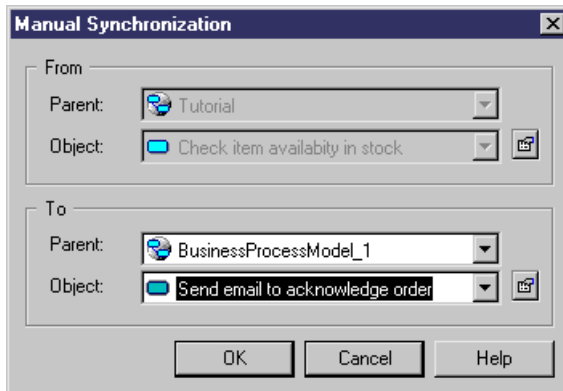 Manual Synchronization
From
Parent: Tutorial
Object: Check item availabity in stock
To
Parent: BusinessProcessModel_1
Object: Send email to acknowledge order
OK Cancel Help